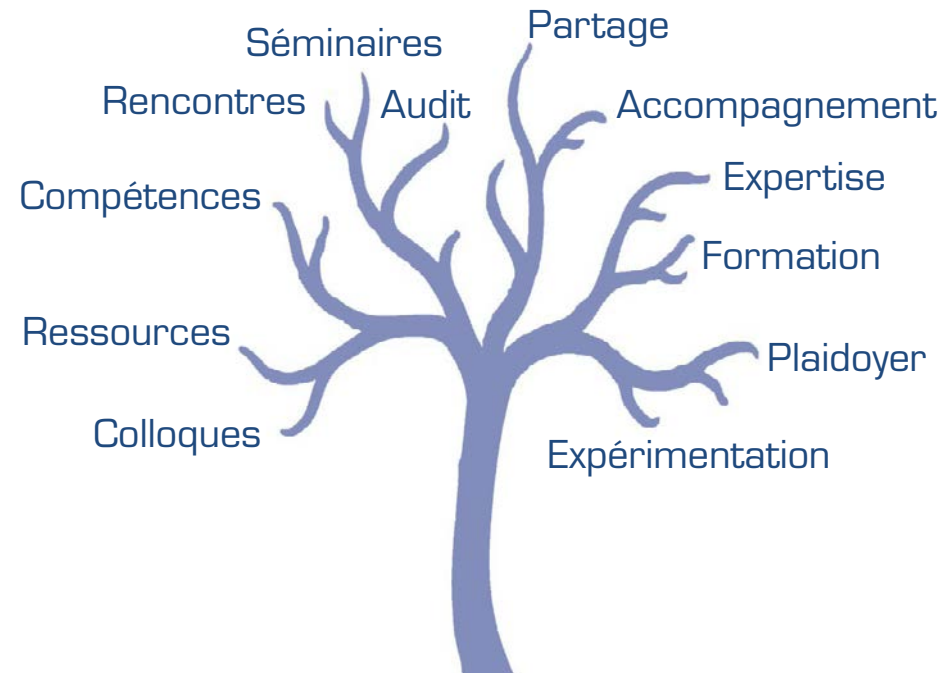 Partage
Séminaires
Rencontres
Audit
Accompagnement
Compétences
Expertise
Formation
Ressources
Plaidoyer
Colloques
Expérimentation